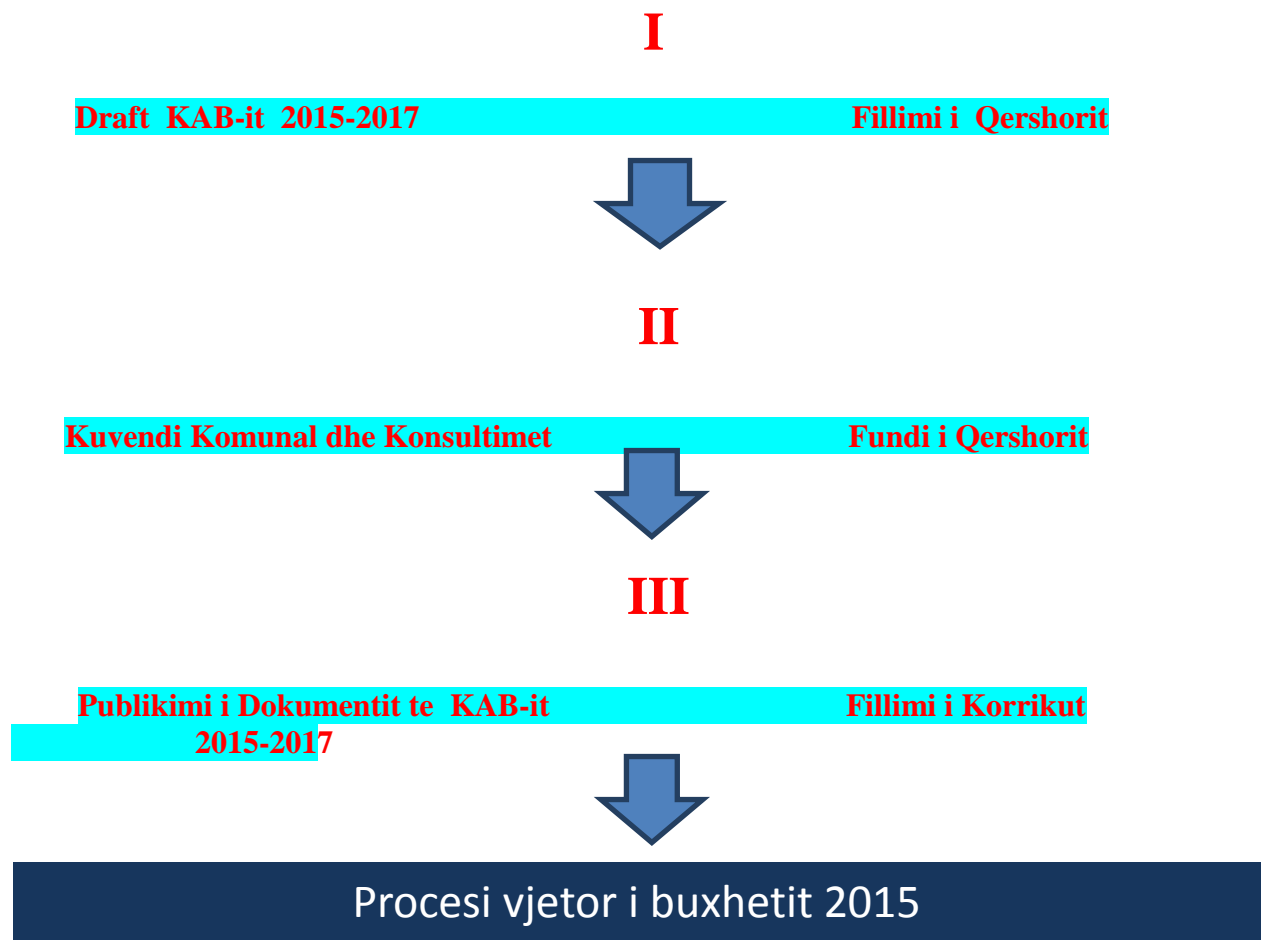 I
Draft KAB-it 2015-2017 Fillimi i Qershorit
II
Kuvendi Komunal dhe Konsultimet Fundi i Qershorit
III
Publikimi i Dokumentit te KAB-it Fillimi i Korrikut
2015-2017
Procesi vjetor i buxhetit 2015